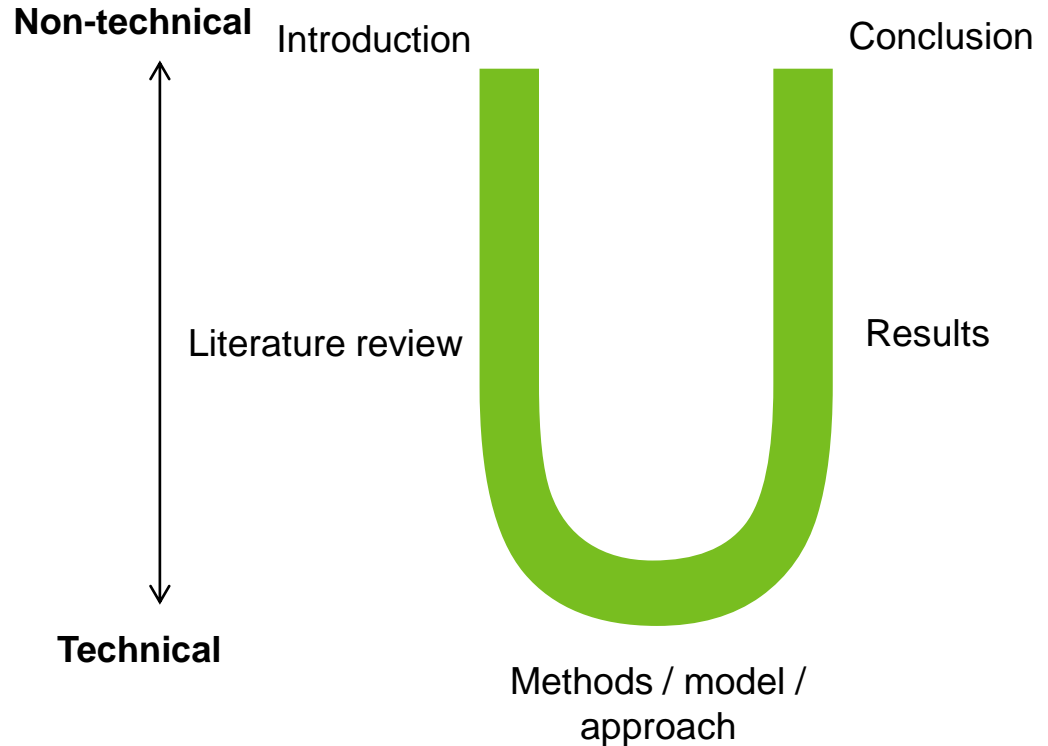 Non-technical
Introduction
Conclusion
Literature review
Results
Technical
Methods / model /
approach